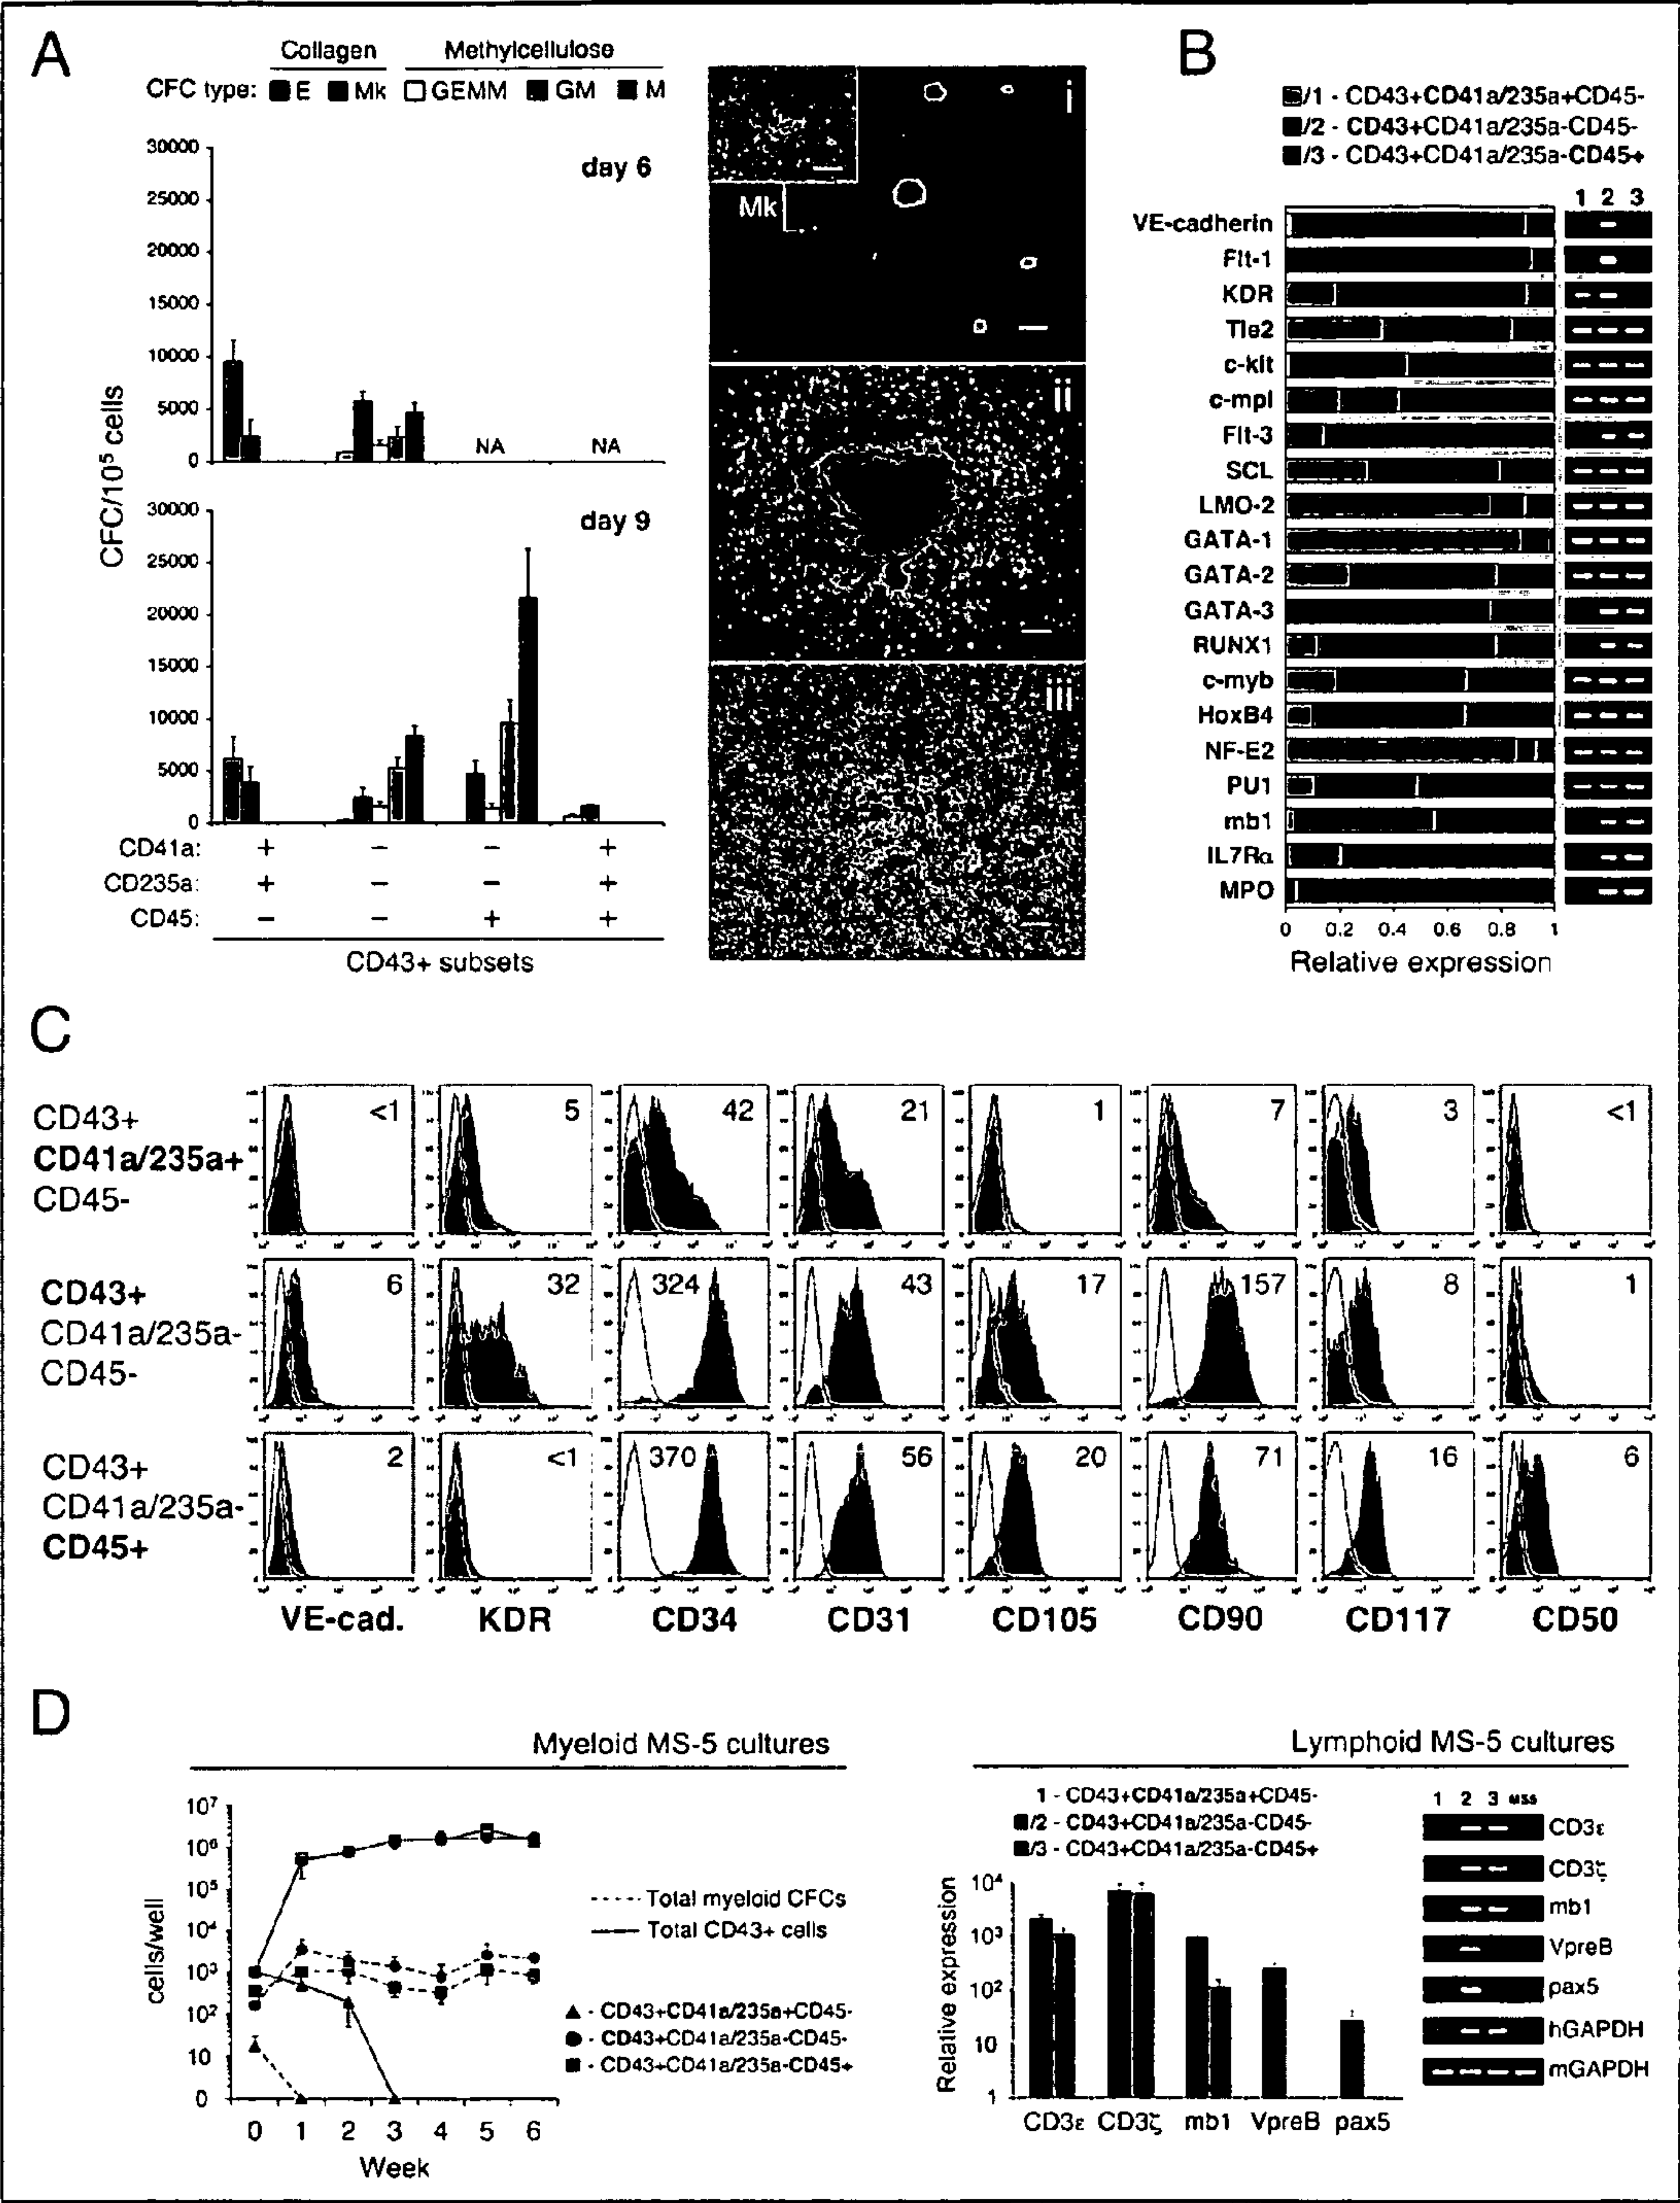 A
Collagen Methylcellulose
CFC type: E Mk GEMM GM M
CFC/10⁵ cells
day 6
30000
25000
20000
15000
10000
5000
0
NA NA
day 9
30000
25000
20000
15000
10000
5000
0
CD41a: + - - +
CD235a: + - - +
CD45: - - + +
CD43+ subsets
i
Mk
ii
iii
B
/1 - CD43+CD41a/235a+CD45-
/2 - CD43+CD41a/235a-CD45-
/3 - CD43+CD41a/235a-CD45+
1 2 3
VE-cadherin
Flt-1
KDR
Tie2
c-kit
c-mpl
Flt-3
SCL
LMO-2
GATA-1
GATA-2
GATA-3
RUNX1
c-myb
HoxB4
NF-E2
PU1
mb1
IL7Rα
MPO
0 0.2 0.4 0.6 0.8 1
Relative expression
C
CD43+
CD41a/235a+
CD45-
<1 5 42 21 1 7 3 <1
CD43+
CD41a/235a-
CD45-
6 32 324 43 17 157 8 1
CD43+
CD41a/235a-
CD45+
2 <1 370 56 20 71 16 6
VE-cad. KDR CD34 CD31 CD105 CD90 CD117 CD50
D
Myeloid MS-5 cultures
cells/well
10⁷
10⁶
10⁵
10⁴
10³
10²
10
0
0 1 2 3 4 5 6
Week
Total myeloid CFCs
Total CD43+ cells
▲ - CD43+CD41a/235a+CD45-
● - CD43+CD41a/235a-CD45-
■ - CD43+CD41a/235a-CD45+
Lymphoid MS-5 cultures
1 - CD43+CD41a/235a+CD45-
/2 - CD43+CD41a/235a-CD45-
/3 - CD43+CD41a/235a-CD45+
Relative expression
10⁴
10³
10²
10
1
CD3ε CD3ζ mb1 VpreB pax5
1 2 3 MS5
CD3ε
CD3ζ
mb1
VpreB
pax5
hGAPDH
mGAPDH